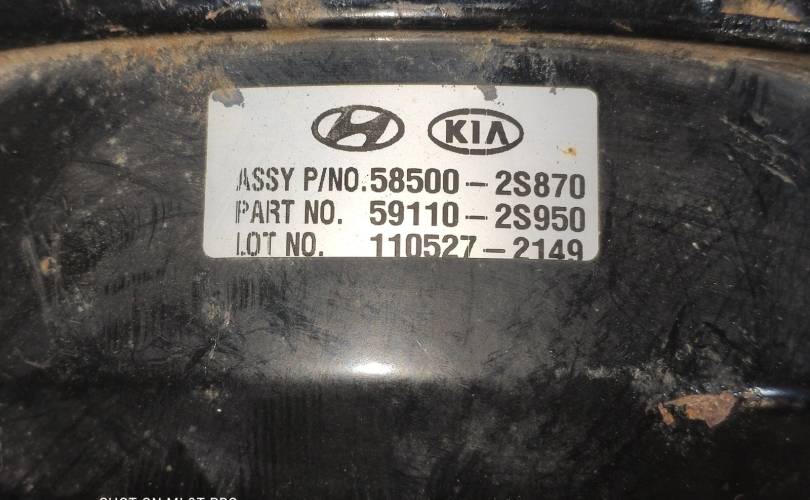 KIA
ASSY P/NO.58500-2S870
PART NO. 59110-2S950
LOT NO. 110527-2149